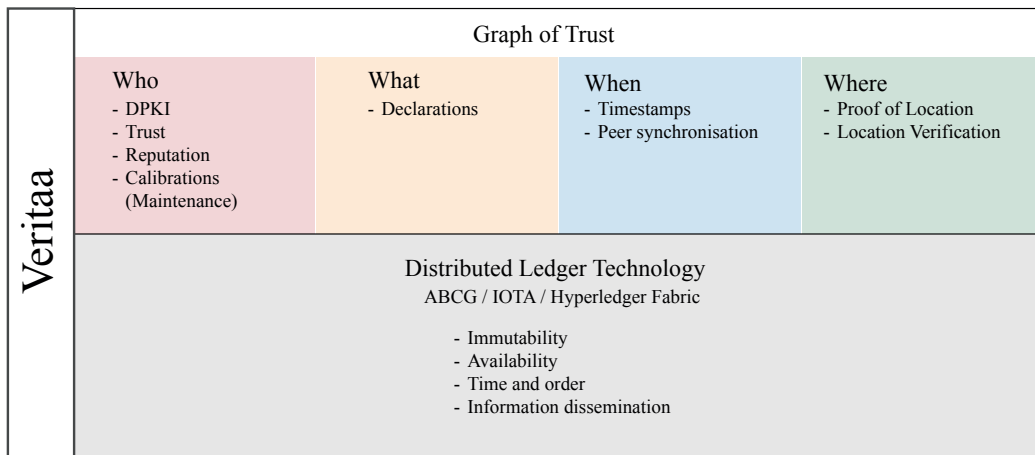 Veritaa
Graph of Trust
Who
- DPKI
- Trust
- Reputation
- Calibrations
(Maintenance)
What
- Declarations
When
- Timestamps
- Peer synchronisation
Where
- Proof of Location
- Location Verification
Distributed Ledger Technology
ABCG / IOTA / Hyperledger Fabric
- Immutability
- Availability
- Time and order
- Information dissemination